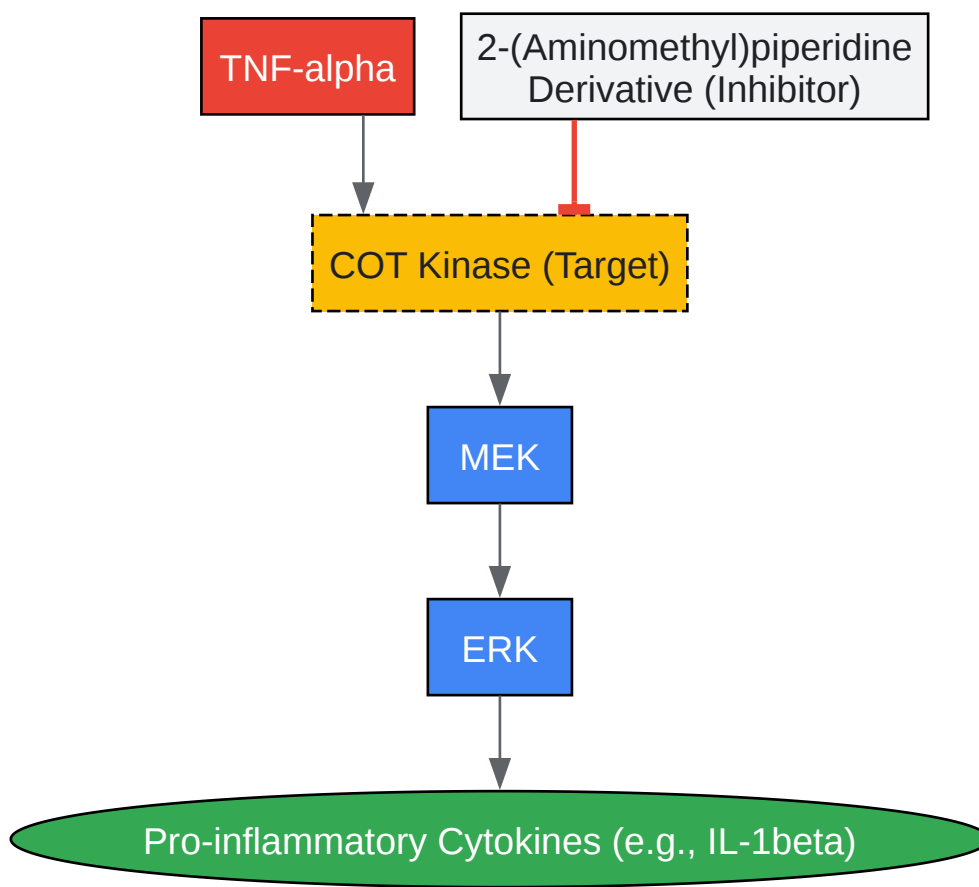 TNF-alpha
2-(Aminomethyl)piperidine
Derivative (Inhibitor)
COT Kinase (Target)
MEK
ERK
Pro-inflammatory Cytokines (e.g., IL-1beta)